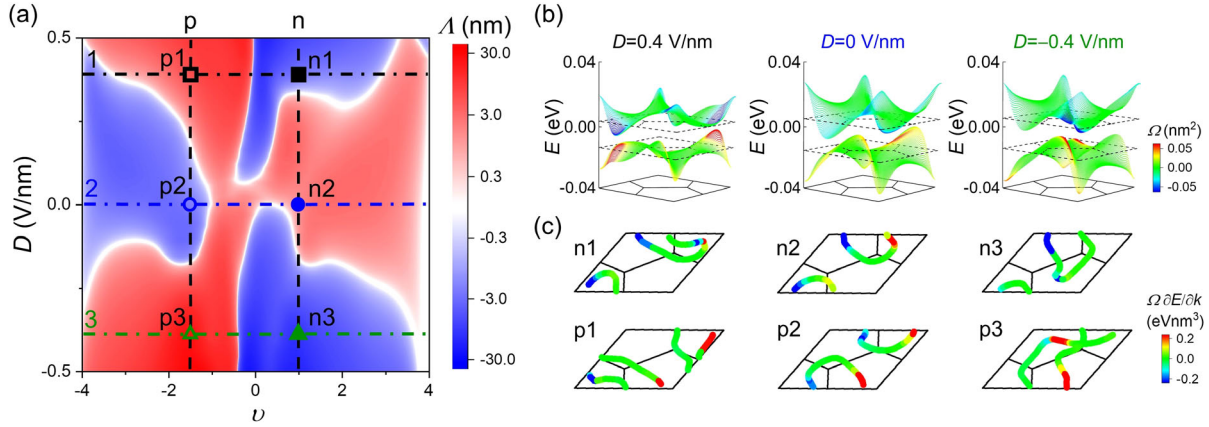 (a)
p
n
Λ (nm)
0.5
0.0
-0.5
D (V/nm)
1
p1
n1
2
p2
n2
3
p3
n3
-4
-2
0
2
4
υ
30.0
3.0
0.3
-0.3
-3.0
-30.0
(b)
D=0.4 V/nm
D=0 V/nm
D=−0.4 V/nm
0.04
0.00
-0.04
E (eV)
0.04
0.00
-0.04
E (eV)
0.04
0.00
-0.04
E (eV)
Ω (nm²)
0.05
0.00
-0.05
(c)
n1
n2
n3
p1
p2
p3
Ω ∂E/∂k
(eVnm³)
0.2
0.0
-0.2